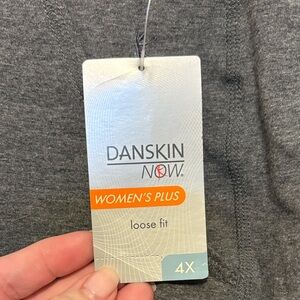 DANSKIN
NOW.
WOMEN'S PLUS
loose fit
4X